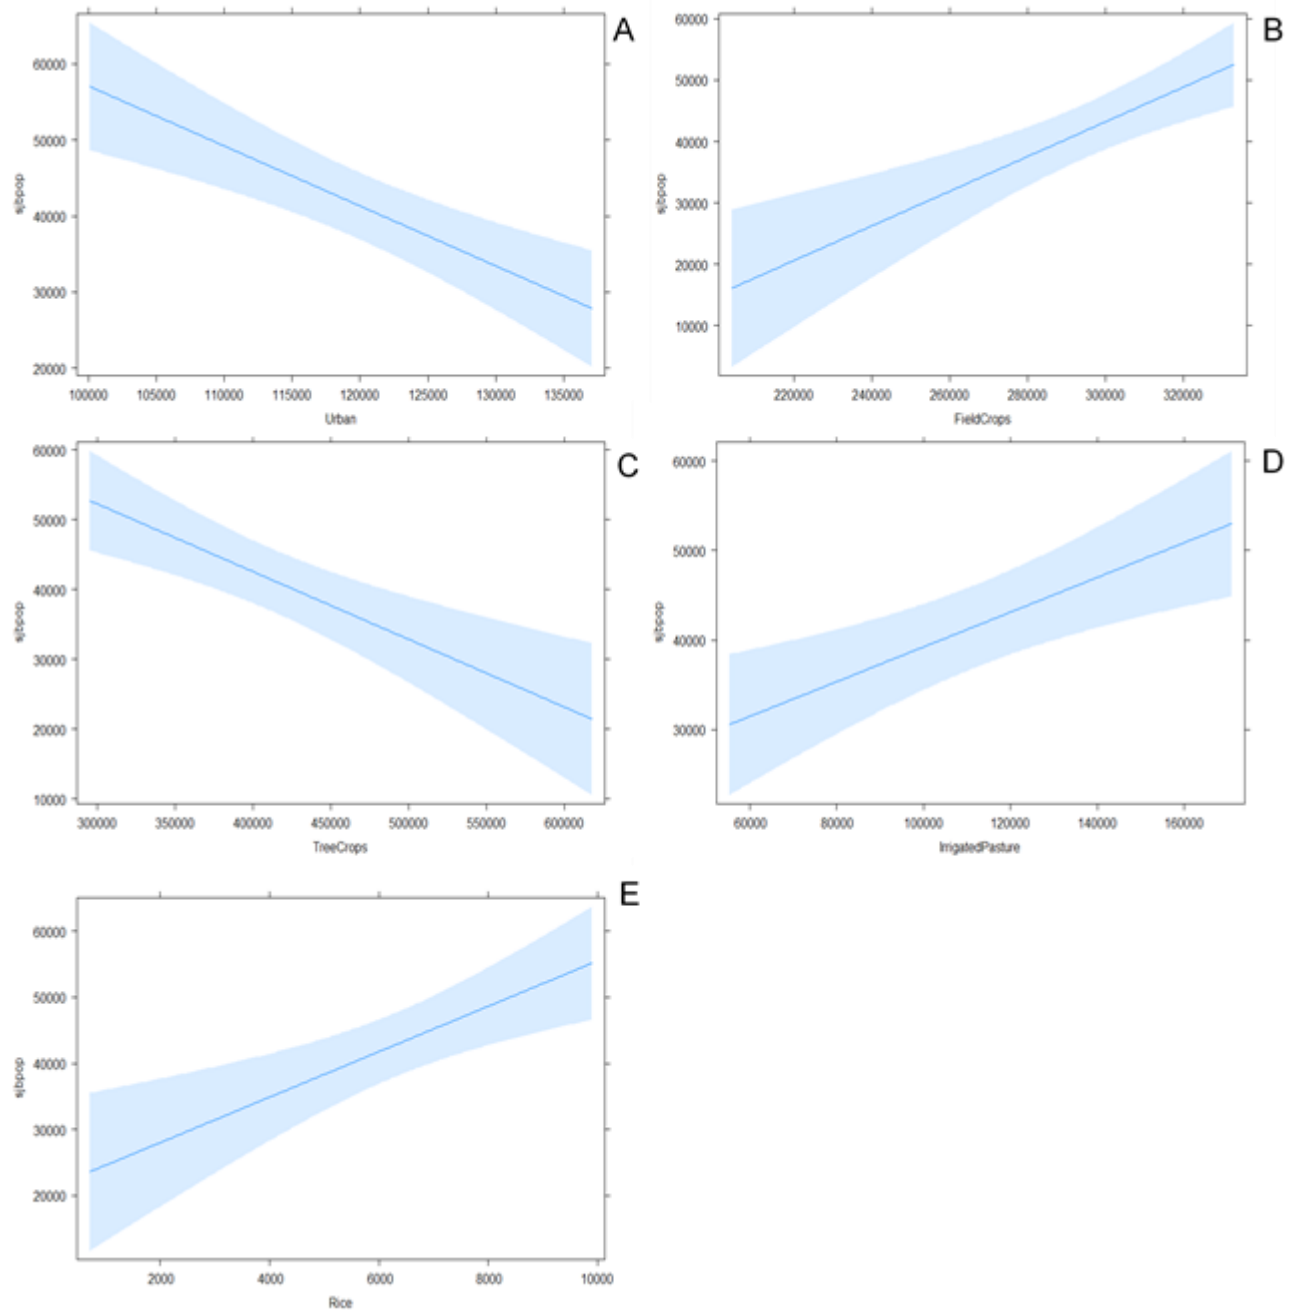 A
sjbpop
60000
50000
40000
30000
20000
100000 105000 110000 115000 120000 125000 130000 135000
Urban
B
sjbpop
60000
50000
40000
30000
20000
10000
220000 240000 260000 280000 300000 320000
FieldCrops
C
sjbpop
60000
50000
40000
30000
20000
10000
300000 350000 400000 450000 500000 550000 600000
TreeCrops
D
sjbpop
60000
50000
40000
30000
60000 80000 100000 120000 140000 160000
IrrigatedPasture
E
sjbpop
60000
50000
40000
30000
20000
2000 4000 6000 8000 10000
Rice